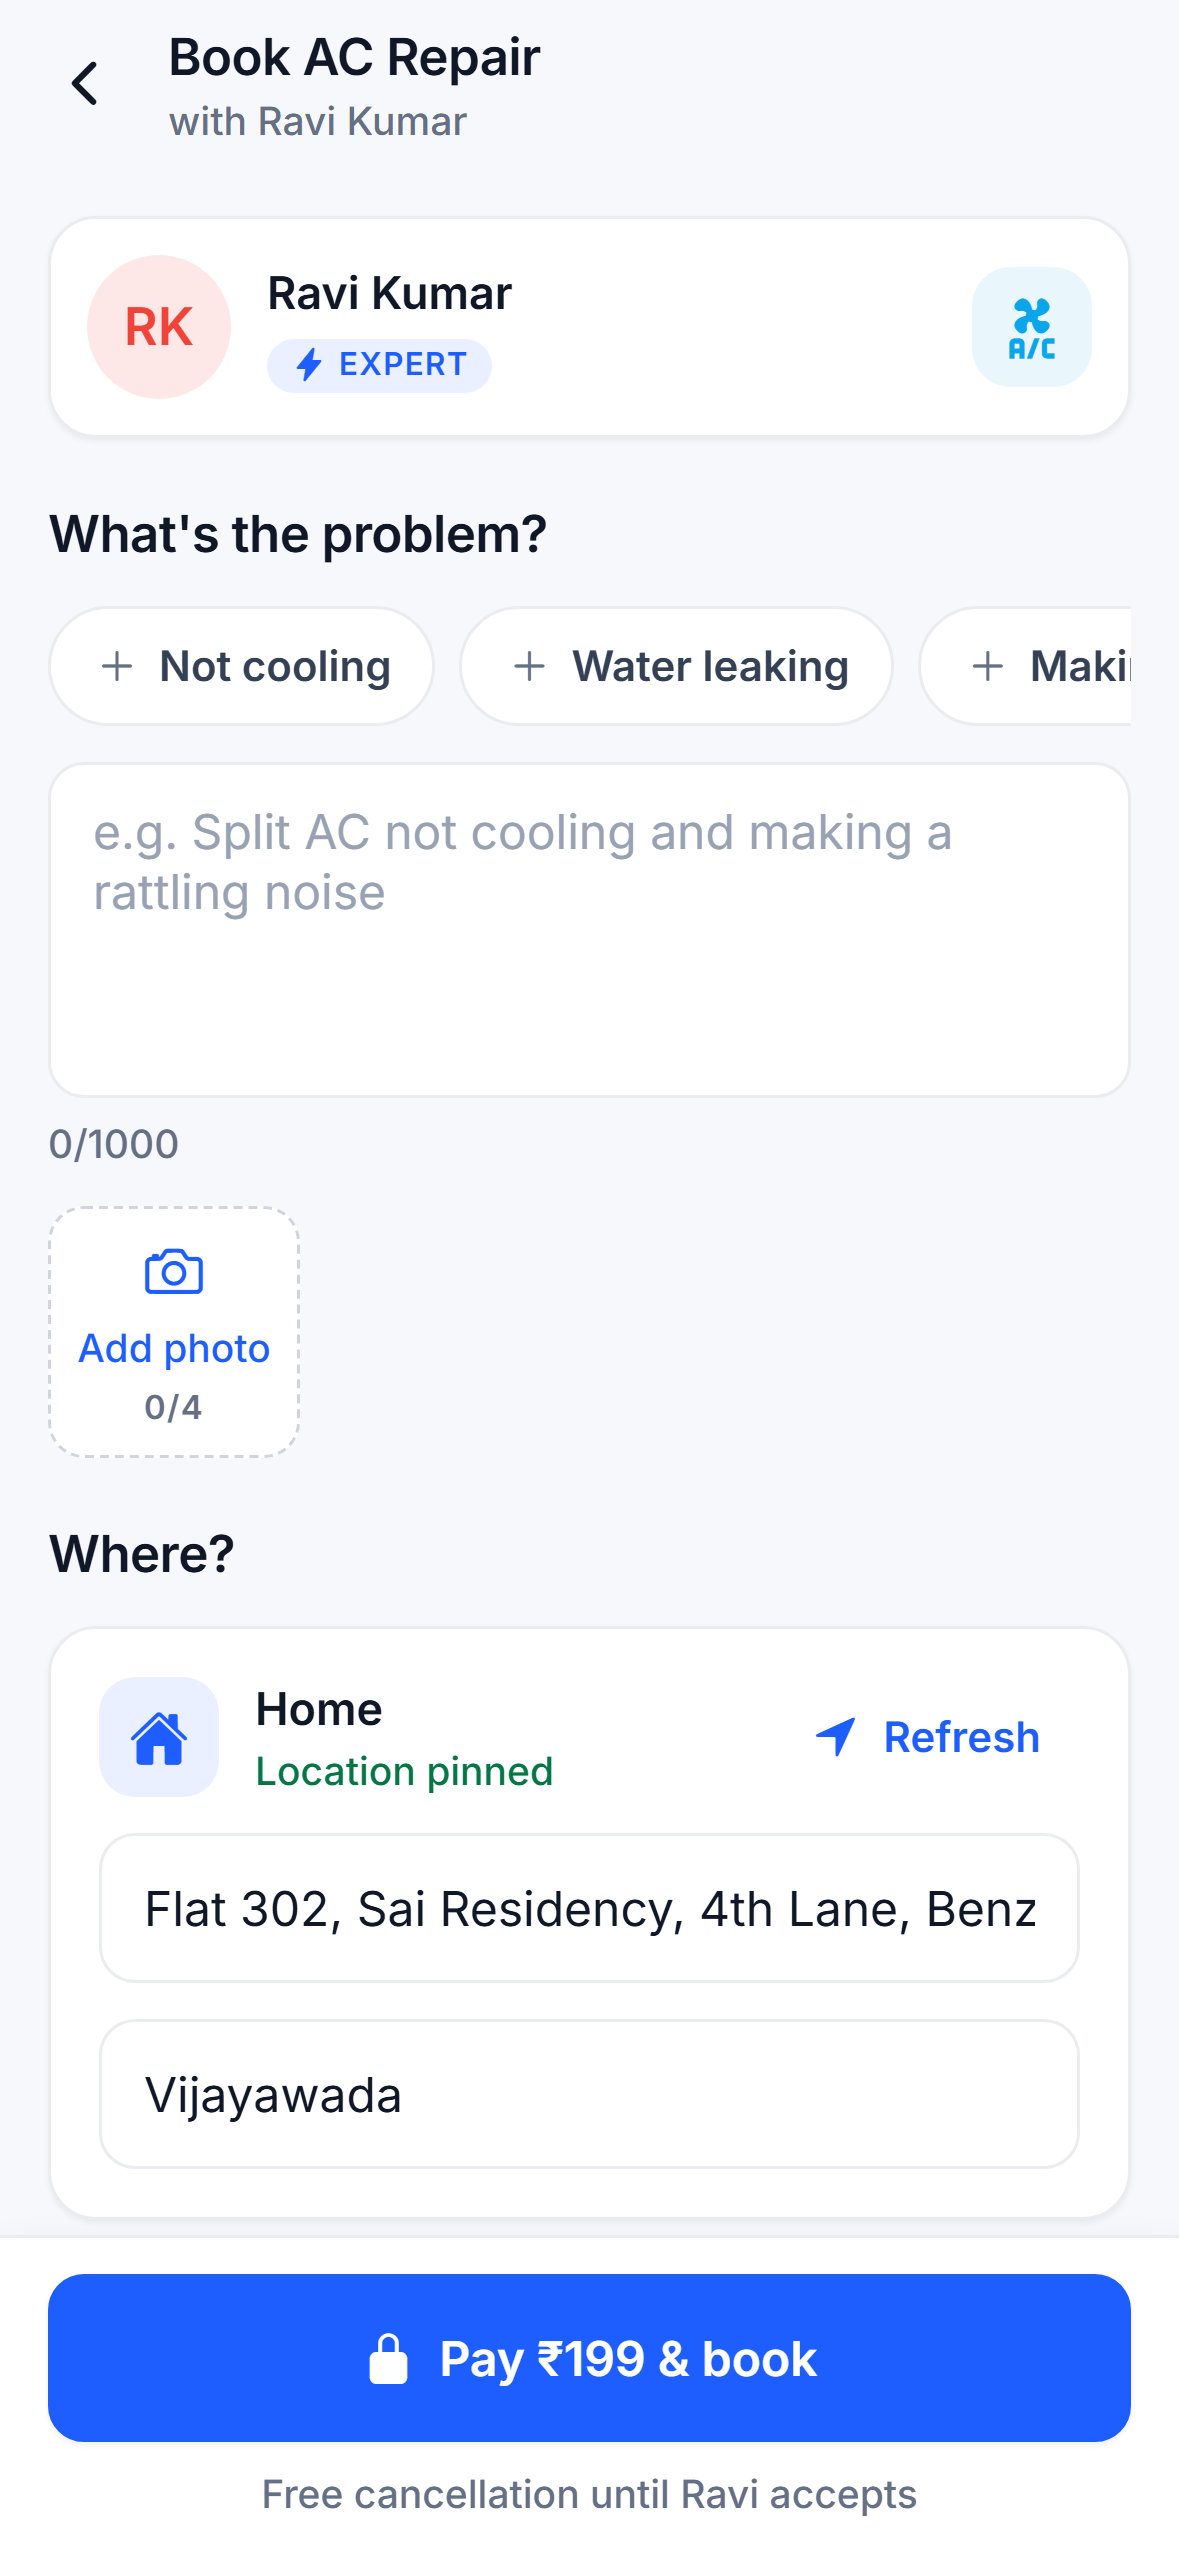 Book AC Repair
with Ravi Kumar
RK
Ravi Kumar
EXPERT
A/C
What's the problem?
Not cooling
Water leaking
e.g. Split AC not cooling and making a
rattling noise
0/1000
Add photo
0/4
Where?
Home
Location pinned
Refresh
Flat 302, Sai Residency, 4th Lane, Benz
Vijayawada
Pay ₹199 & book
Free cancellation until Ravi accepts